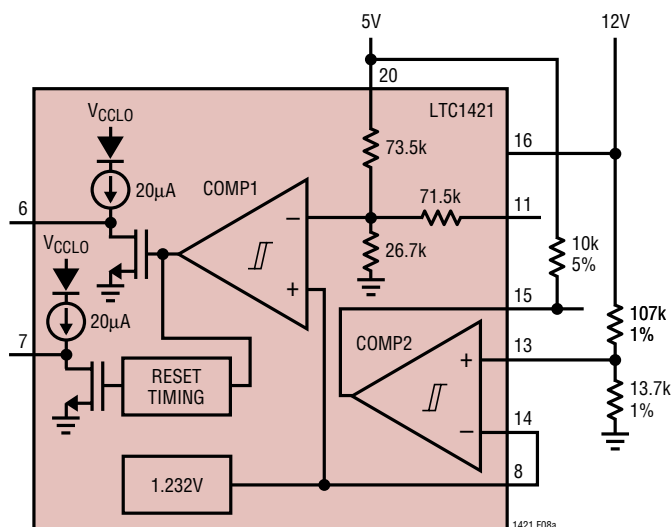 5V
12V
20
LTC1421
VCCLO
73.5k
16
20µA
COMP1
6
−
71.5k
11
VCCLO
26.7k
10k
5%
+
15
107k
1%
20µA
COMP2
13
7
+
RESET
TIMING
13.7k
1%
14
−
8
1.232V
1421 F08a